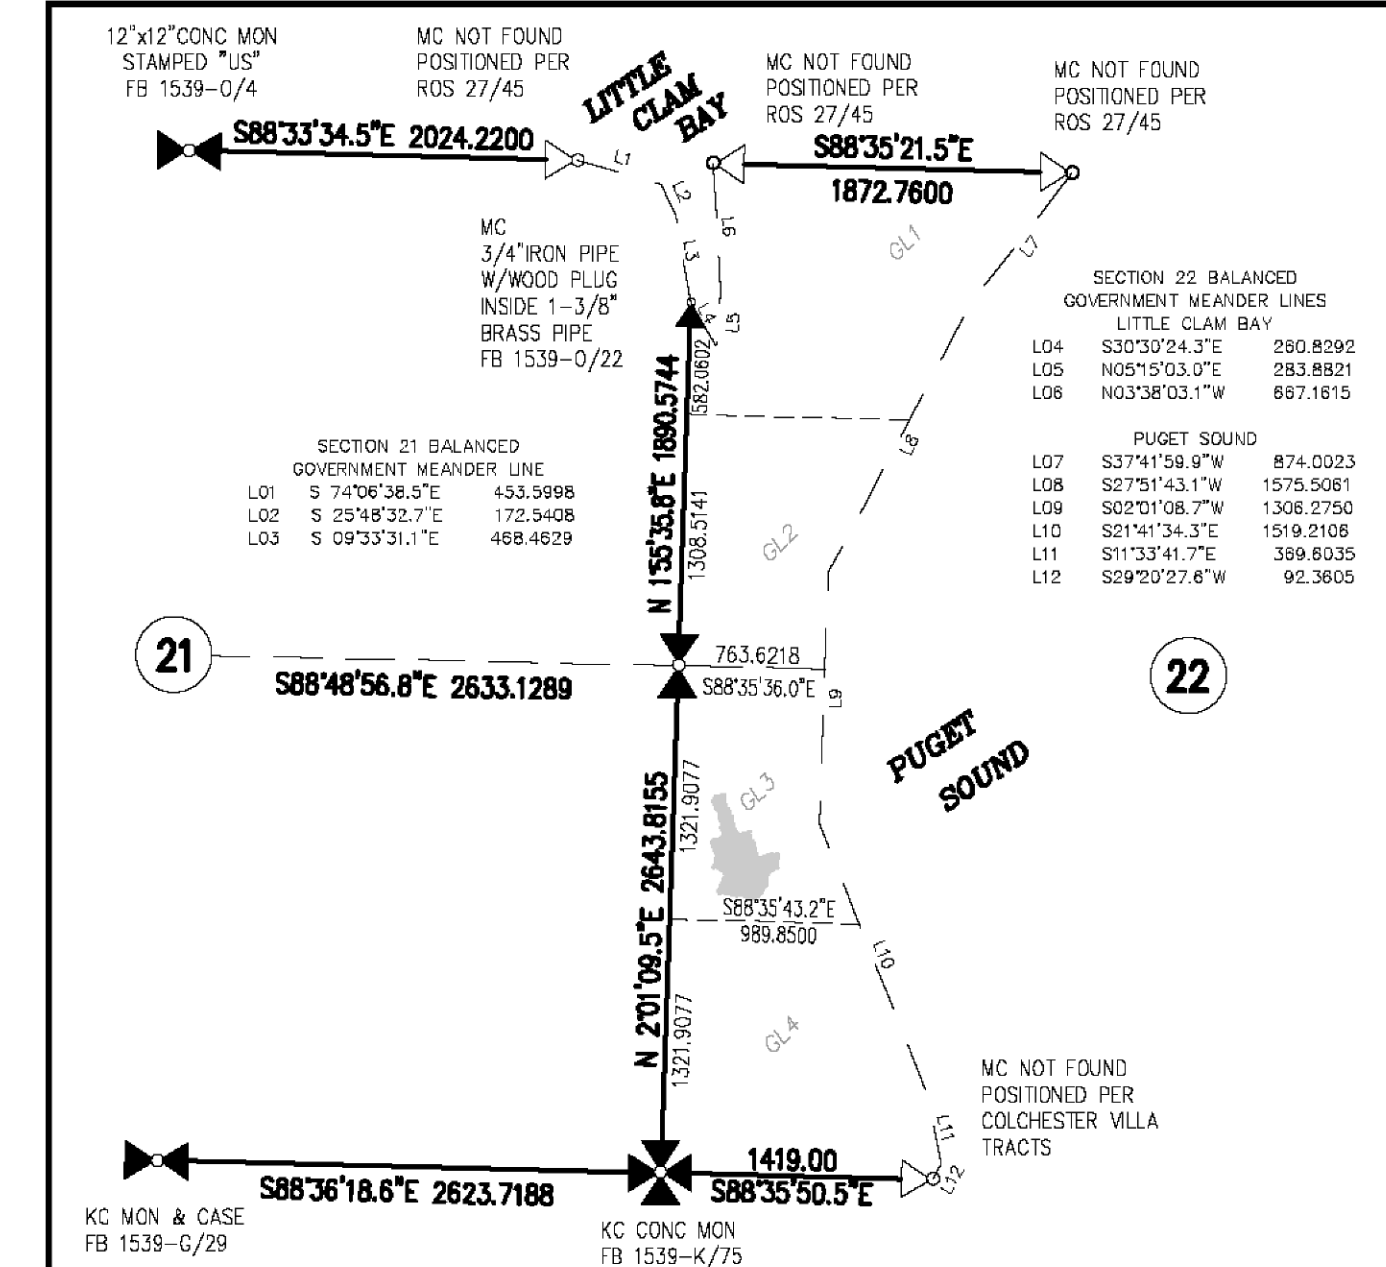 12"x12"CONC MON
STAMPED "US"
FB 1539-O/4
MC NOT FOUND
POSITIONED PER
ROS 27/45
LITTLE
CLAM
BAY
MC NOT FOUND
POSITIONED PER
ROS 27/45
MC NOT FOUND
POSITIONED PER
ROS 27/45
S88°33'34.5"E 2024.2200
L1
L2
L3
L4
L5
L6
L7
S88°35'21.5"E
1872.7600
GL1
MC
3/4"IRON PIPE
W/WOOD PLUG
INSIDE 1-3/8"
BRASS PIPE
FB 1539-O/22
SECTION 22 BALANCED
GOVERNMENT MEANDER LINES
LITTLE CLAM BAY
L04 S30°30'24.3"E 260.8292
L05 N05°15'03.0"E 283.8821
L06 N03°38'03.1"W 667.1615
PUGET SOUND
L07 S37°41'59.9"W 874.0023
L08 S27°51'43.1"W 1575.5061
L09 S02°01'08.7"W 1306.2750
L10 S21°41'34.3"E 1519.2106
L11 S11°33'41.7"E 369.6035
L12 S29°20'27.6"W 92.3605
SECTION 21 BALANCED
GOVERNMENT MEANDER LINE
L01 S 74°06'38.5"E 453.5998
L02 S 25°48'32.7"E 172.5408
L03 S 09°33'31.1"E 468.4629
N 1°55'35.8"E 1890.5744
582.0602
1308.5141
L8
GL2
21
S88°48'56.8"E 2633.1289
763.6218
S88°35'36.0"E
L9
22
PUGET
SOUND
N 2°01'09.5"E 2643.8155
1321.9077
GL3
S88°35'43.2"E
989.8500
L10
1321.9077
GL4
MC NOT FOUND
POSITIONED PER
COLCHESTER VILLA
TRACTS
L11
L12
S88°36'18.6"E 2623.7188
1419.00
S88°35'50.5"E
KC MON & CASE
FB 1539-G/29
KC CONC MON
FB 1539-K/75